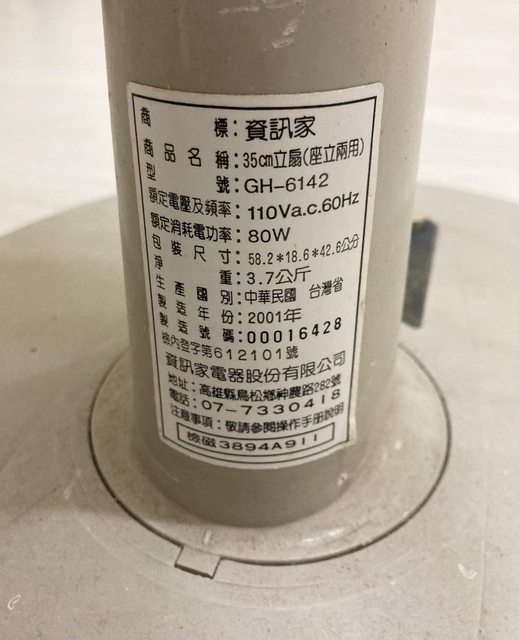 商標：資訊家
商品名稱：35cm立扇(座立兩用)
型號：GH-6142
額定電壓及頻率：110Va.c.60Hz
額定消耗電功率：80W
包裝尺寸：58.2*18.6*42.6公分
淨重：3.7公斤
生產國別：中華民國 台灣省
製造年份：2001年
製造號碼：00016428
檢內登字第612101號
資訊家電器股份有限公司
地址：高雄縣鳥松鄉神農路282號
電話：07-7330418
注意事項：敬請參閱操作手册說明
檢磁3894A911